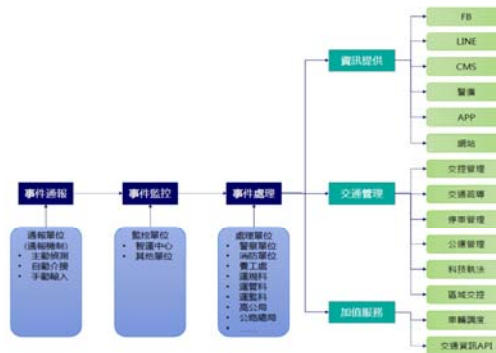 FB
LINE
資訊提供
CMS
警廣
APP
網站
事件通報
事件監控
事件處理
交通管理
交控管理
交通疏導
停車管理
公運管理
科技執法
區域交控
通報單位
(通報機制)
• 主動偵測
• 自動介接
• 手動輸入
監控單位
• 智運中心
• 其他單位
處理單位
• 警察單位
• 消防單位
• 養工處
• 運規科
• 運管科
• 運監科
• 高公局
• 公路總局
• ......
加值服務
車輛調度
交通資訊API